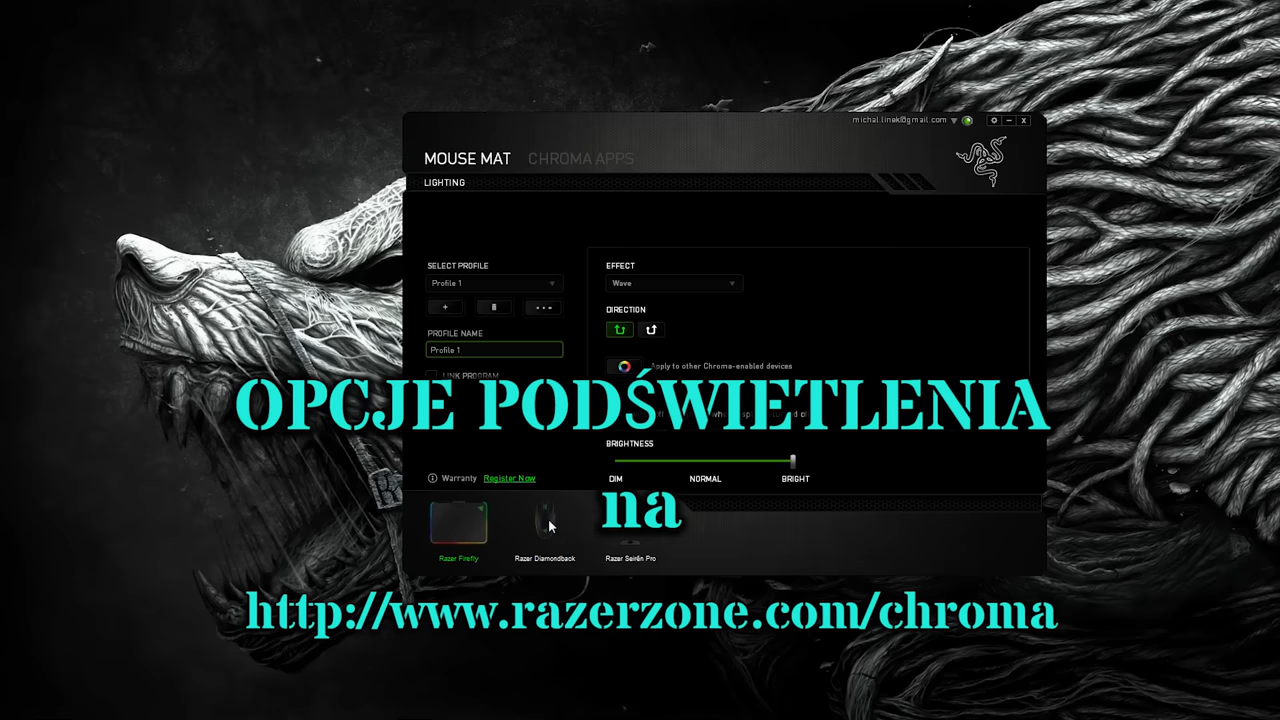 michal.linek@gmail.com
MOUSE MAT CHROMA APPS
LIGHTING
SELECT PROFILE
Profile 1
PROFILE NAME
Profile 1
LINK PROGRAM
EFFECT
Wave
DIRECTION
Apply to other Chroma-enabled devices
OPCJE PODŚWIETLENIA
BRIGHTNESS
DIM NORMAL BRIGHT
Warranty Register Now
na
Razer Firefly Razer Diamondback Razer Seirēn Pro
http://www.razerzone.com/chroma